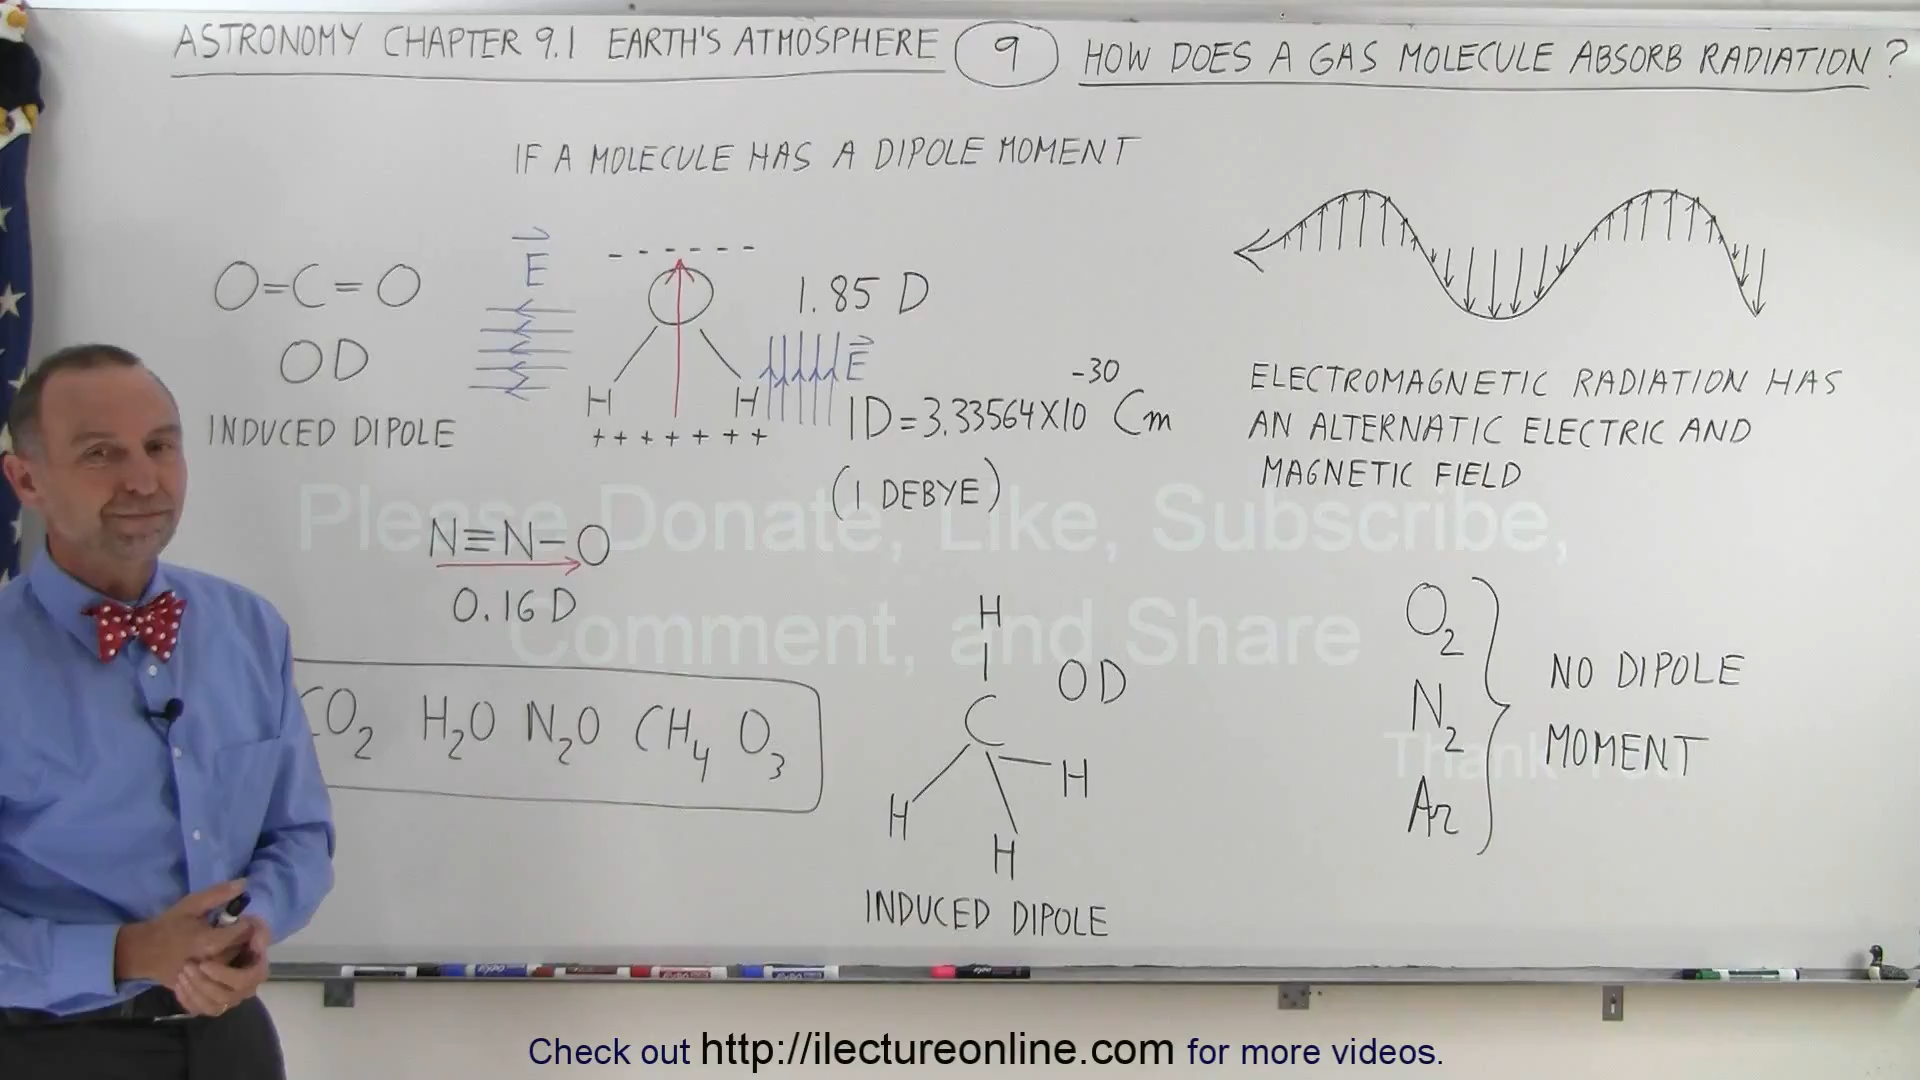 ASTRONOMY CHAPTER 9.1 EARTH'S ATMOSPHERE 9 HOW DOES A GAS MOLECULE ABSORB RADIATION?
IF A MOLECULE HAS A DIPOLE MOMENT
O=C=O
OD
INDUCED DIPOLE
E
- - - - - -
H H
+ + + + + + +
1.85 D
E
1D=3.33564X10⁻³⁰ Cm
(1 DEBYE)
ELECTROMAGNETIC RADIATION HAS
AN ALTERNATIC ELECTRIC AND
MAGNETIC FIELD
Please Donate, Like, Subscribe,
Comment, and Share
Thank You
N≡N-O
0.16 D
CO₂ H₂O N₂O CH₄ O₃
H
C
H
H
H
OD
INDUCED DIPOLE
O₂
N₂
Ar
NO DIPOLE
MOMENT
Check out http://ilectureonline.com for more videos.